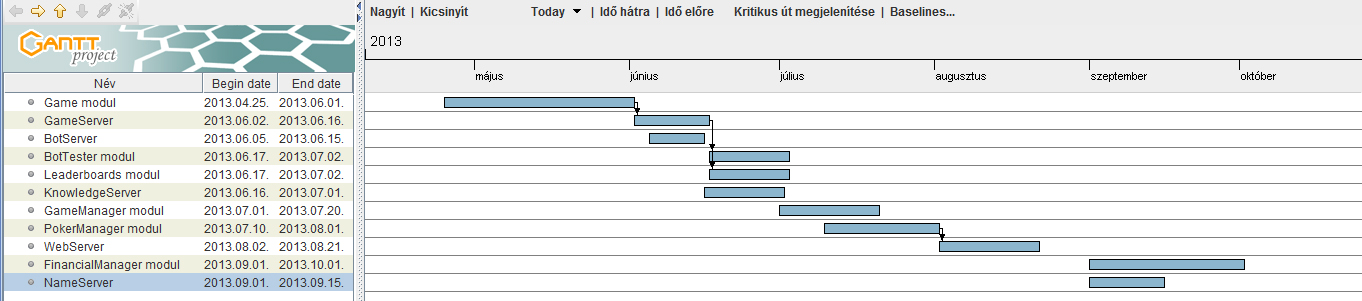 Nagyít | Kicsinyít Today | Idő hátra | Idő előre Kritikus út megjelenítése | Baselines...
GANTT
project
2013
május június július augusztus szeptember október
Név Begin date End date
Game modul 2013.04.25. 2013.06.01.
GameServer 2013.06.02. 2013.06.16.
BotServer 2013.06.05. 2013.06.15.
BotTester modul 2013.06.17. 2013.07.02.
Leaderboards modul 2013.06.17. 2013.07.02.
KnowledgeServer 2013.06.16. 2013.07.01.
GameManager modul 2013.07.01. 2013.07.20.
PokerManager modul 2013.07.10. 2013.08.01.
WebServer 2013.08.02. 2013.08.21.
FinancialManager modul 2013.09.01. 2013.10.01.
NameServer 2013.09.01. 2013.09.15.